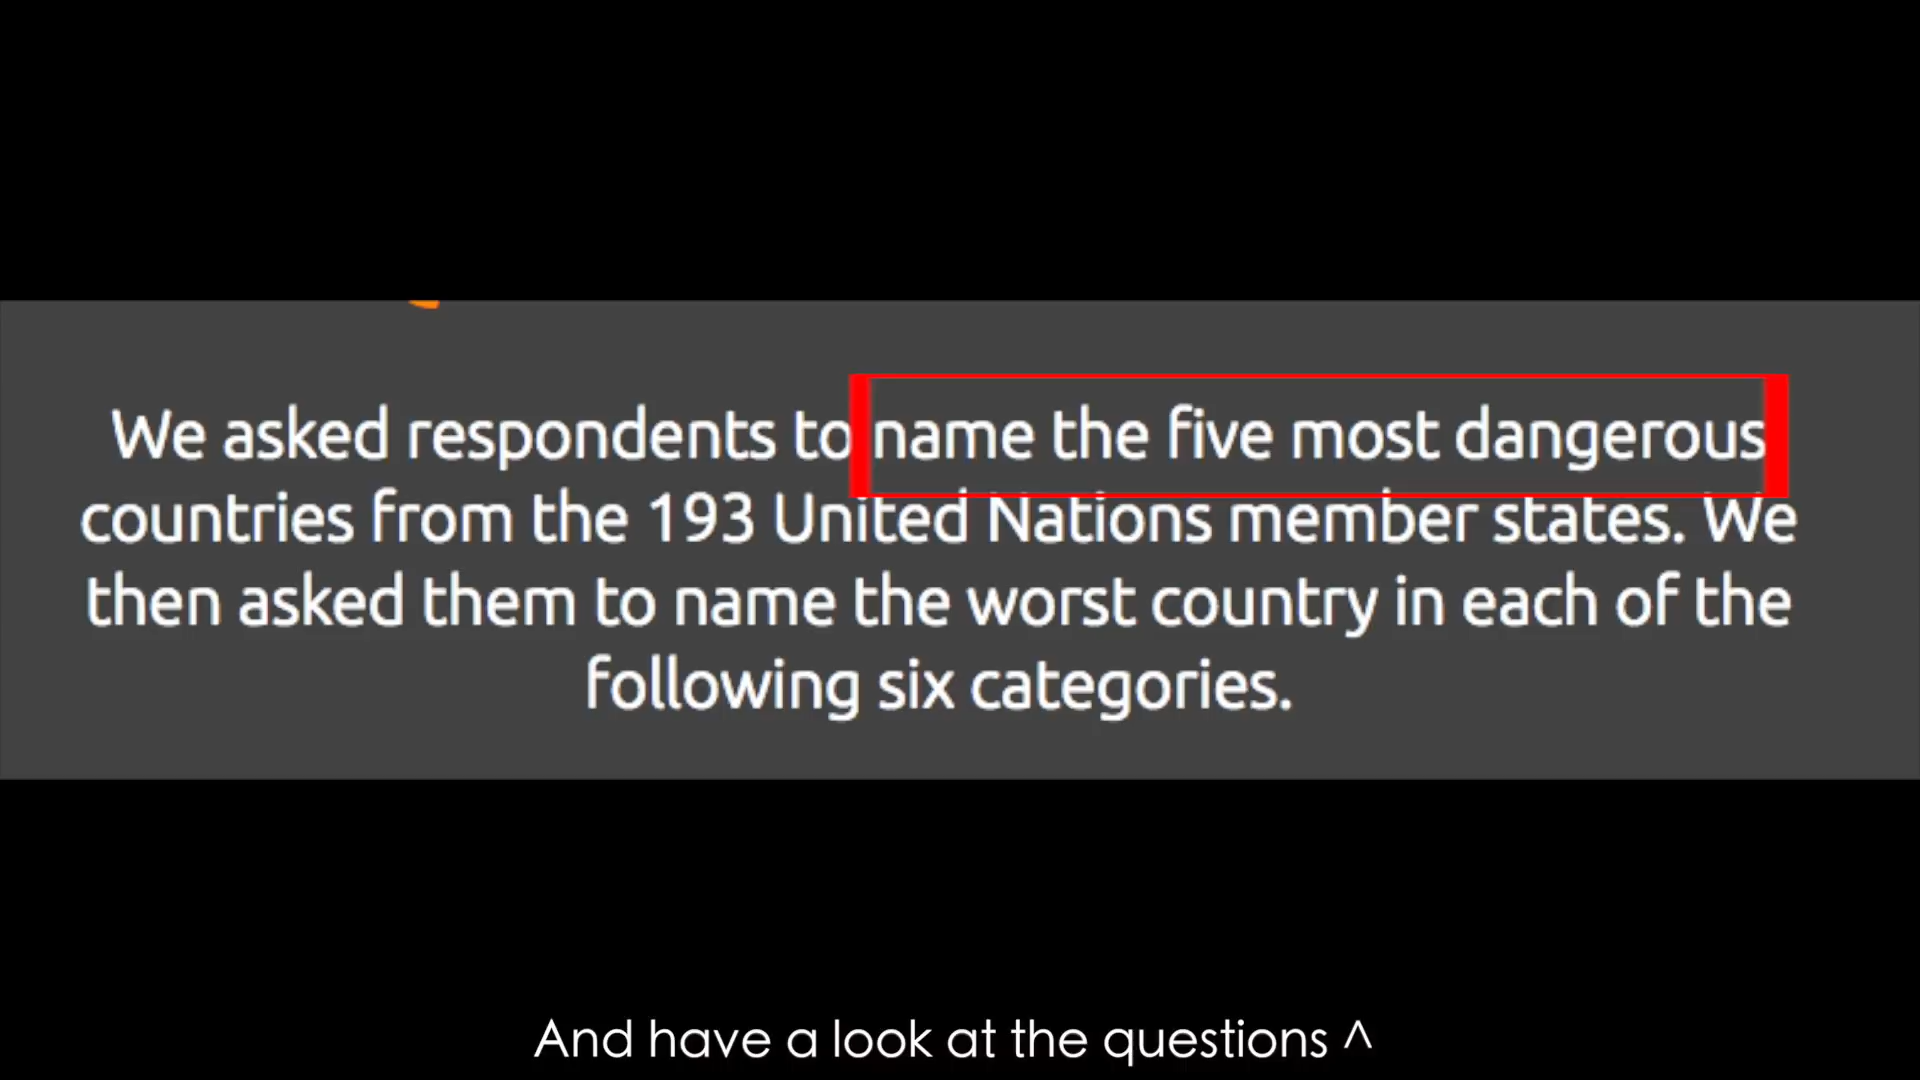 We asked respondents to name the five most dangerous
countries from the 193 United Nations member states. We
then asked them to name the worst country in each of the
following six categories.
And have a look at the questions ^